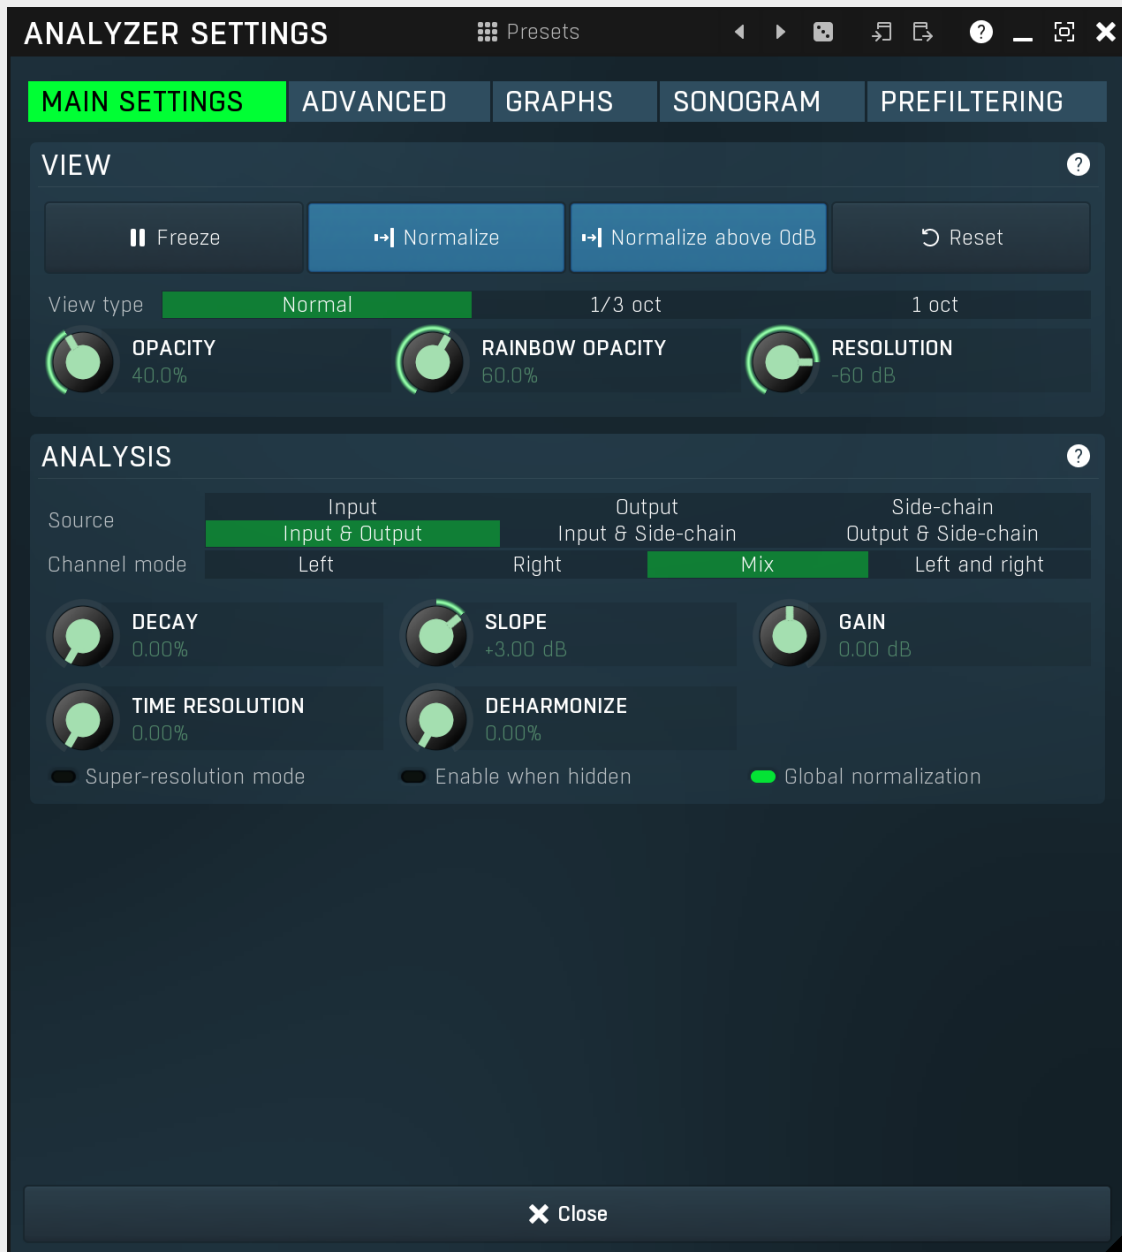 ANALYZER SETTINGS Presets ?
MAIN SETTINGS ADVANCED GRAPHS SONOGRAM PREFILTERING
VIEW ?
Freeze Normalize Normalize above 0dB Reset
View type Normal 1/3 oct 1 oct
OPACITY RAINBOW OPACITY RESOLUTION
40.0% 60.0% -60 dB
ANALYSIS ?
Input Output Side-chain
Source
Input & Output Input & Side-chain Output & Side-chain
Channel mode Left Right Mix Left and right
DECAY SLOPE GAIN
0.00% +3.00 dB 0.00 dB
TIME RESOLUTION DEHARMONIZE
0.00% 0.00%
Super-resolution mode Enable when hidden Global normalization
Close